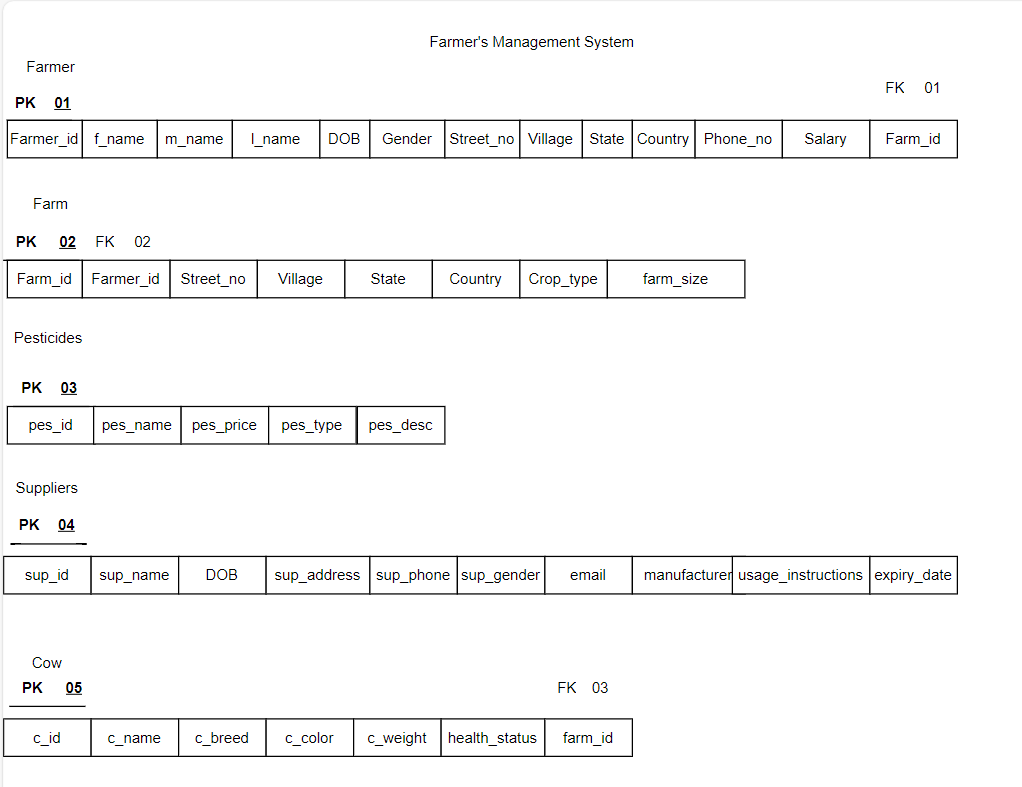 Farmer's Management System
Farmer
FK 01
PK 01
Farmer_id f_name m_name l_name DOB Gender Street_no Village State Country Phone_no Salary Farm_id
Farm
PK 02 FK 02
Farm_id Farmer_id Street_no Village State Country Crop_type farm_size
Pesticides
PK 03
pes_id pes_name pes_price pes_type pes_desc
Suppliers
PK 04
sup_id sup_name DOB sup_address sup_phone sup_gender email manufacturer usage_instructions expiry_date
Cow
PK 05 FK 03
c_id c_name c_breed c_color c_weight health_status farm_id